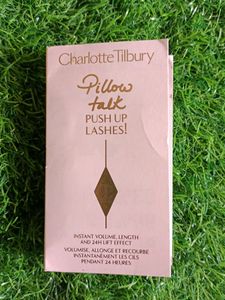 Charlotte Tilbury
Pillow
talk
PUSH UP
LASHES!
INSTANT VOLUME, LENGTH
AND 24H LIFT EFFECT
VOLUMISE, ALLONGE ET RECOURBE
INSTANTANÉMENT LES CILS
PENDANT 24 HEURES